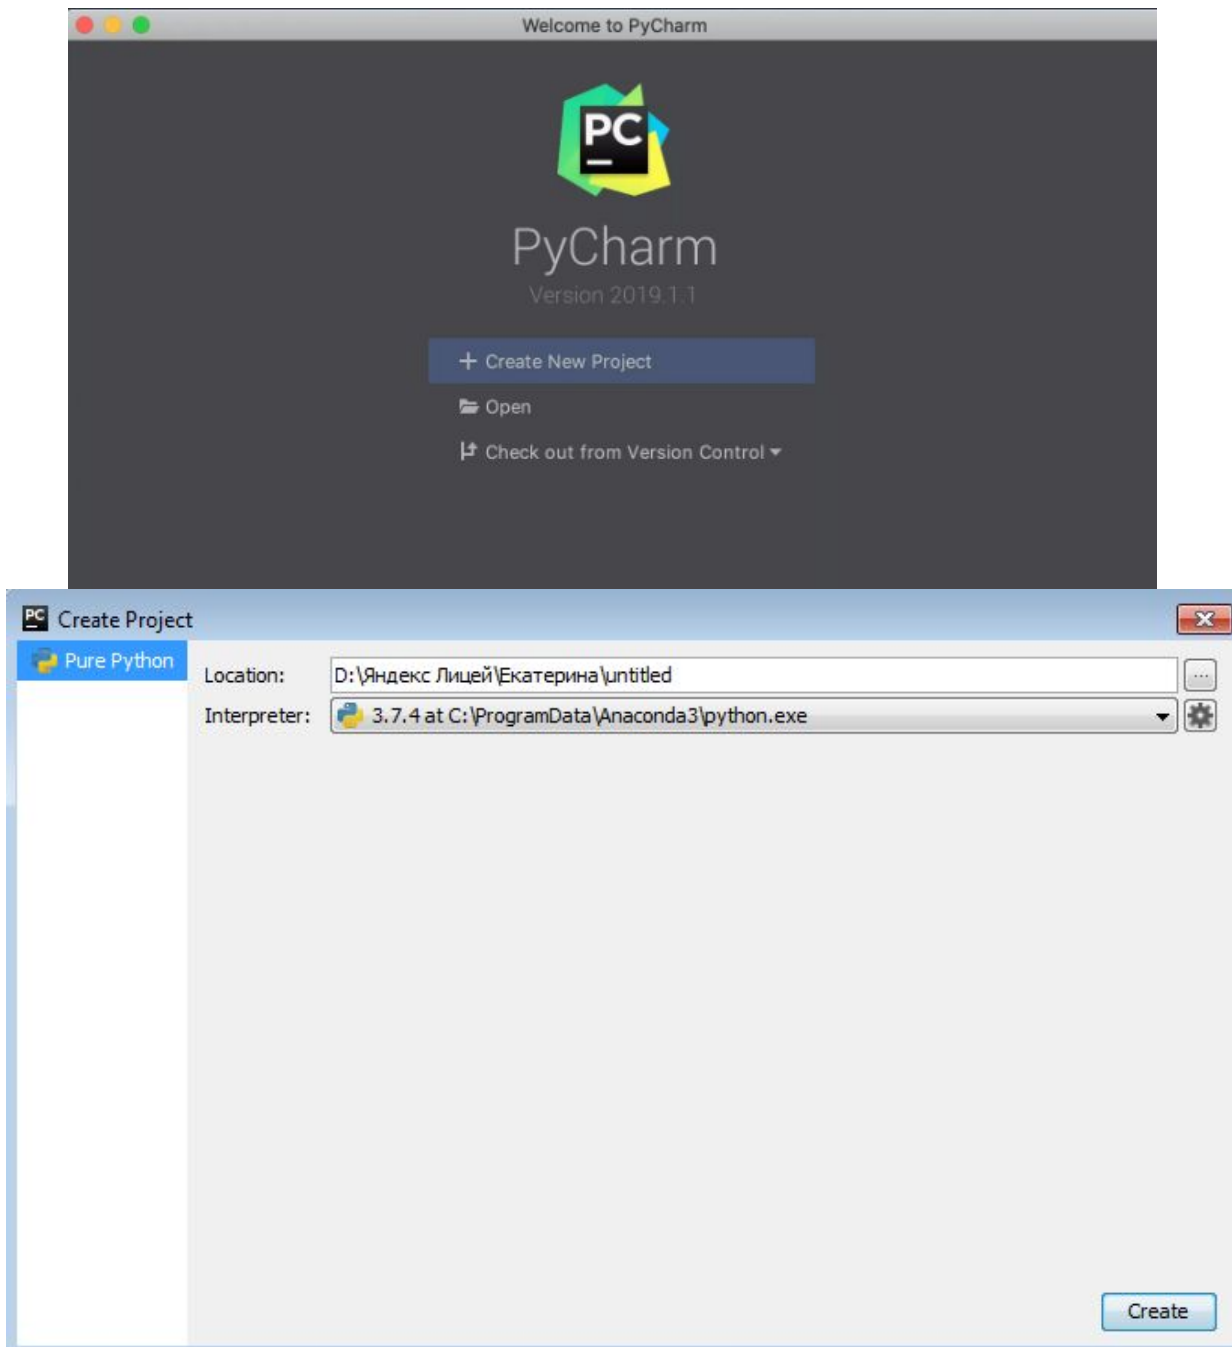 Welcome to PyCharm
PC
PyCharm
Version 2019.1.1
+ Create New Project
Open
Check out from Version Control
PC Create Project
Pure Python
Location: D:\Яндекс Лицей\Екатерина\untitled ...
Interpreter: 3.7.4 at C:\ProgramData\Anaconda3\python.exe
Create